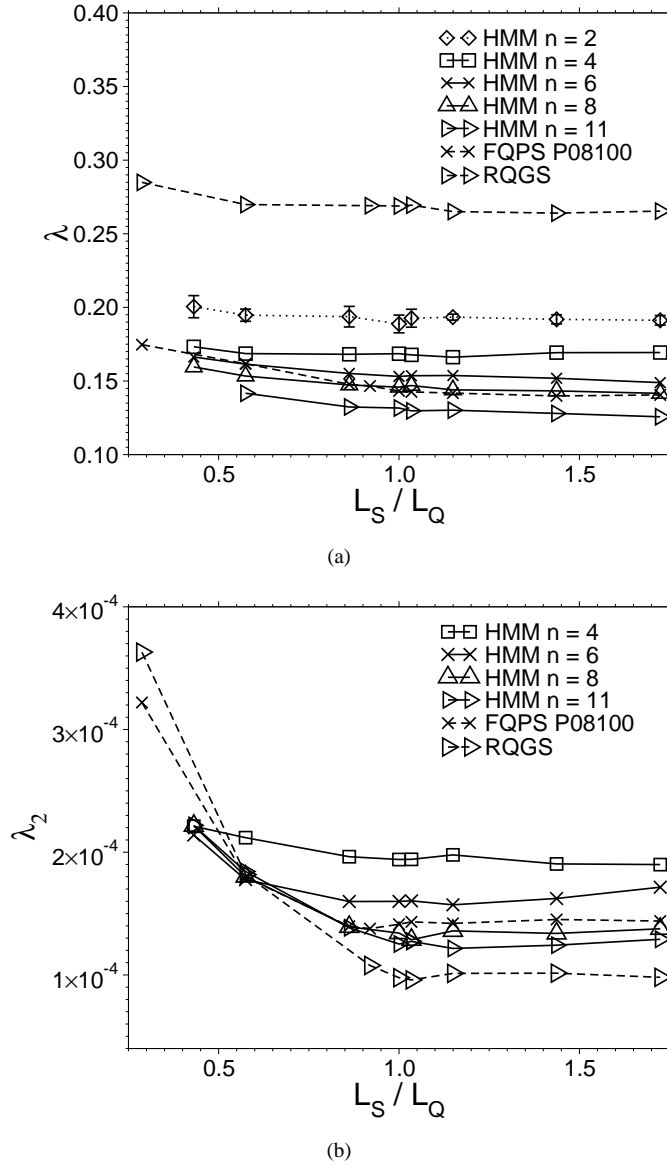 0.40
0.35
0.30
0.25
0.20
0.15
0.10
λ
HMM n = 2
HMM n = 4
HMM n = 6
HMM n = 8
HMM n = 11
FQPS P08100
RQGS
0.5 1.0 1.5
L_S / L_Q
(a)
4×10⁻⁴
3×10⁻⁴
2×10⁻⁴
1×10⁻⁴
λ₂
HMM n = 4
HMM n = 6
HMM n = 8
HMM n = 11
FQPS P08100
RQGS
0.5 1.0 1.5
L_S / L_Q
(b)